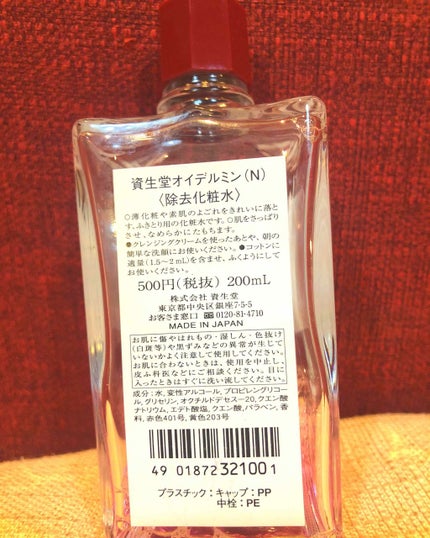 資生堂オイデルミン(N)
〈除去化粧水〉
○薄化粧や素肌のよごれをきれいに落と
す、ふきとり用の化粧水です。○肌をさっぱり
させ、なめらかにたもちます。
●クレンジングクリームを使ったあとや、朝の
簡単な洗顔にお使いください。●コットンに
適量(1.5~2mL)を含ませ、ふくようにして
お使いください。
500円(税抜) 200mL
株式会社 資生堂
東京都中央区銀座7-5-5
お客さま窓口 0120-81-4710
MADE IN JAPAN
お肌に傷やはれもの・湿しん・色抜け
(白斑等)や黒ずみなどの異常が生じて
いないかよく注意して使用してください。
お肌に合わないときは、使用を中止し、
皮ふ科医などにご相談ください。目に
入ったときはすぐに洗い流してください。
成分:水,変性アルコール,プロピレングリコー
ル,グリセリン,オクチルドデセス-20,クエン酸
ナトリウム,エデト酸塩,クエン酸,パラベン,香
料,赤色401号,黄色203号
4901872321001
プラスチック:キャップ:PP
中栓:PE